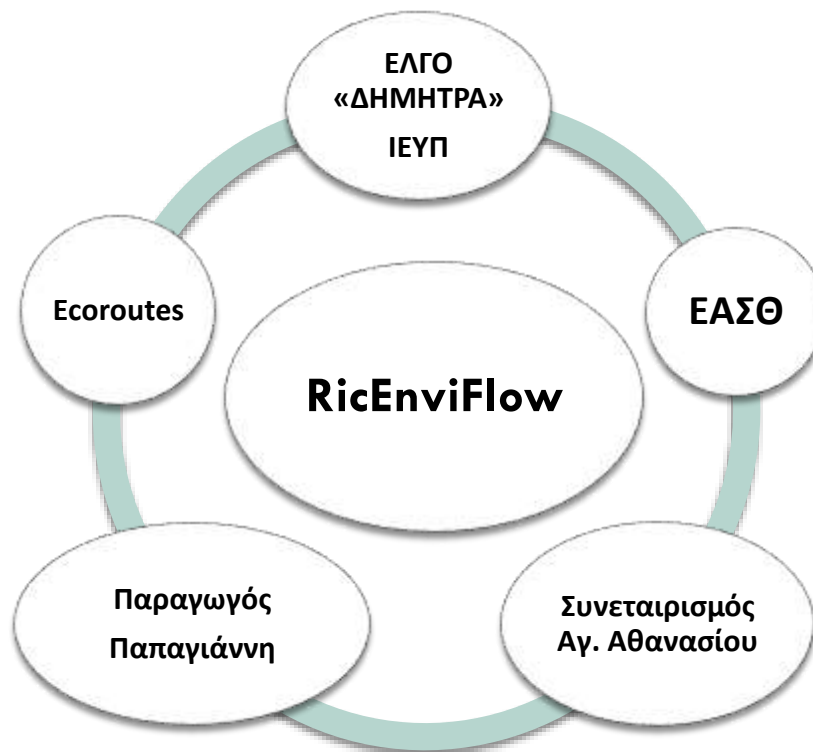 ΕΛΓΟ
«ΔΗΜΗΤΡΑ»
ΙΕΥΠ
Ecoroutes
ΕΑΣΘ
RicEnviFlow
Παραγωγός
Παπαγιάννη
Συνεταιρισμός
Αγ. Αθανασίου